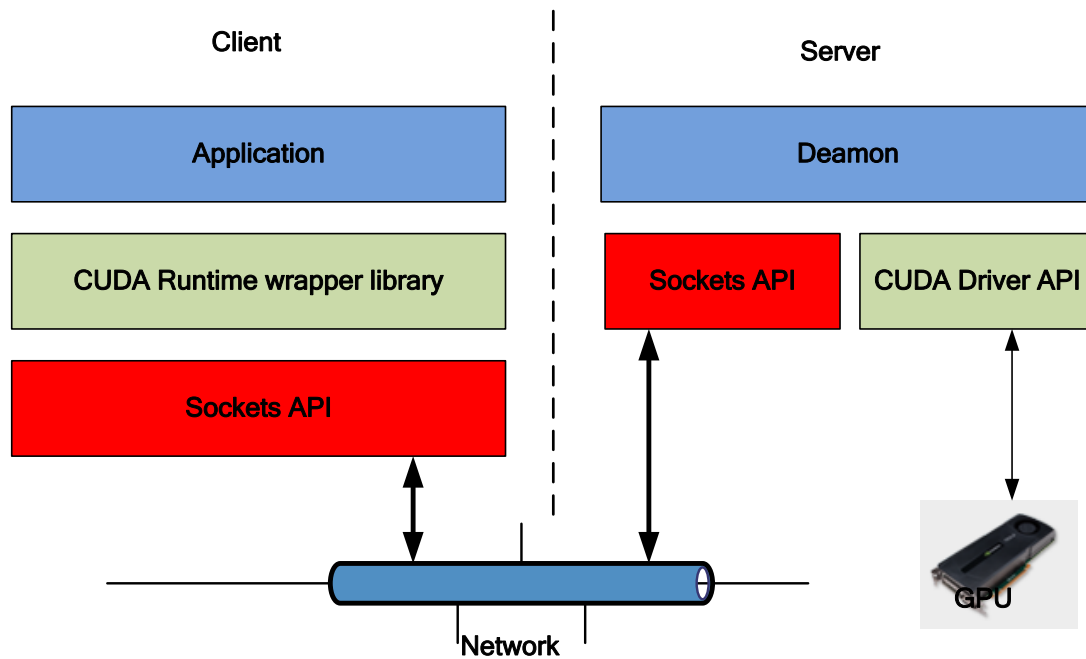 Client
Server
Application
Deamon
CUDA Runtime wrapper library
Sockets API
CUDA Driver API
Sockets API
GPU
Network